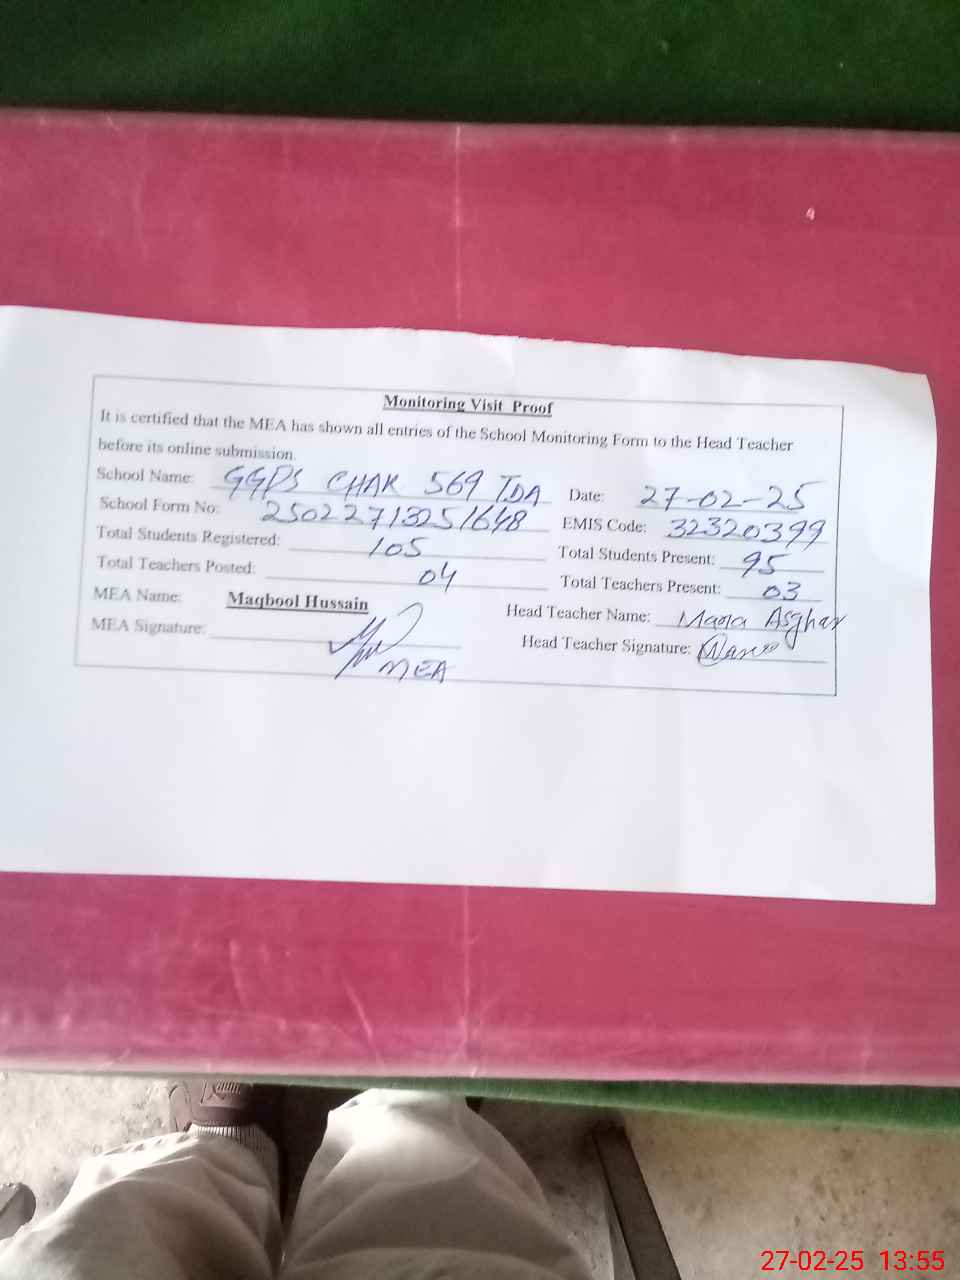 Monitoring Visit Proof
It is certified that the MEA has shown all entries of the School Monitoring Form to the Head Teacher
before its online submission.
School Name: GGPS CHAK 569 TDA Date: 27-02-25
School Form No: 25022713251648 EMIS Code: 32320399
Total Students Registered: 105 Total Students Present: 95
Total Teachers Posted: 04 Total Teachers Present: 03
MEA Name: Maqbool Hussain Head Teacher Name: Asghar
MEA Signature: Head Teacher Signature:
MEA
27-02-25 13:55